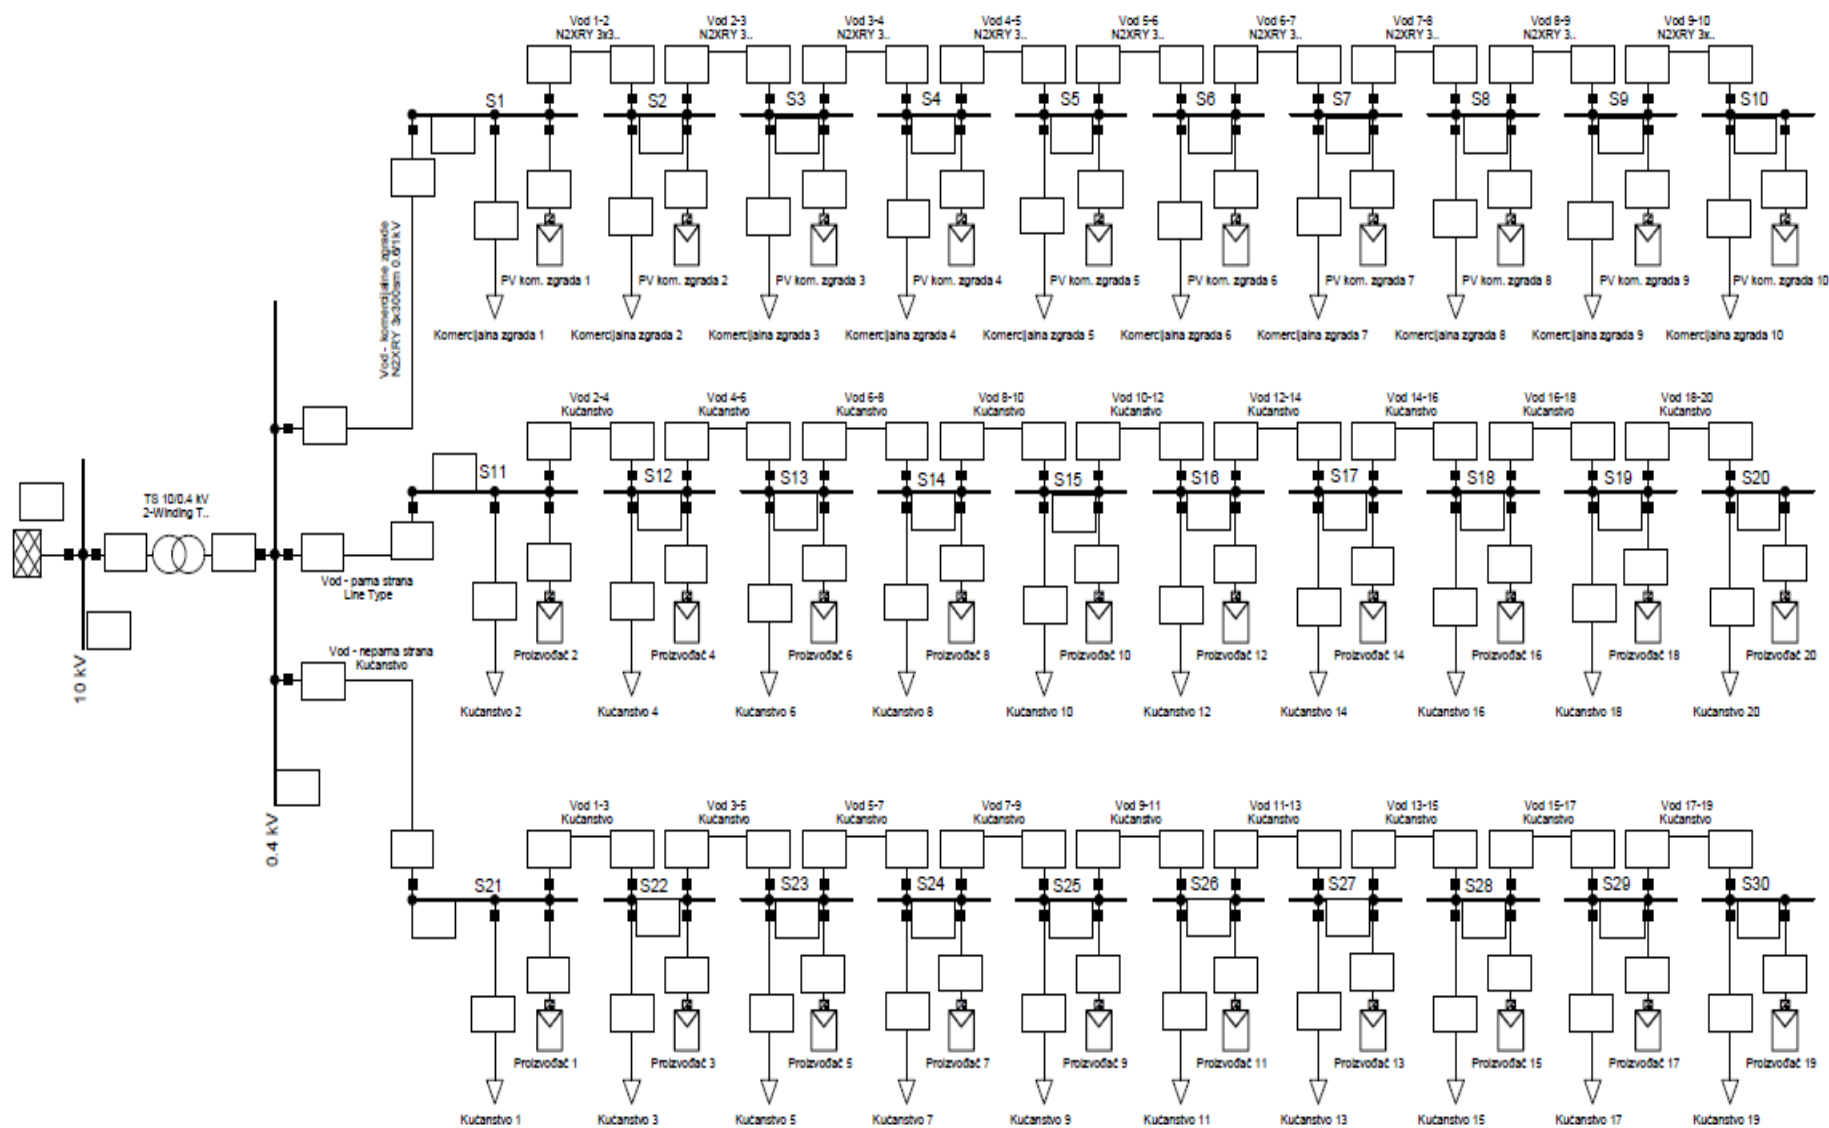 Vod 1-2
N2XRY 3x3..
Vod 2-3
N2XRY 3..
Vod 3-4
N2XRY 3..
Vod 4-5
N2XRY 3..
Vod 5-6
N2XRY 3..
Vod 6-7
N2XRY 3..
Vod 7-8
N2XRY 3..
Vod 8-9
N2XRY 3..
Vod 9-10
N2XRY 3x..
S1
S2
S3
S4
S5
S6
S7
S8
S9
S10
PV kom. zgrada 1
PV kom. zgrada 2
PV kom. zgrada 3
PV kom. zgrada 4
PV kom. zgrada 5
PV kom. zgrada 6
PV kom. zgrada 7
PV kom. zgrada 8
PV kom. zgrada 9
PV kom. zgrada 10
Komercijalna zgrada 1
Komercijalna zgrada 2
Komercijalna zgrada 3
Komercijalna zgrada 4
Komercijalna zgrada 5
Komercijalna zgrada 6
Komercijalna zgrada 7
Komercijalna zgrada 8
Komercijalna zgrada 9
Komercijalna zgrada 10
Vod - komercijalne zgrade
N2XRY 3x300sm 0.6/1kV
Vod 2-4
Kućanstvo
Vod 4-6
Kućanstvo
Vod 6-8
Kućanstvo
Vod 8-10
Kućanstvo
Vod 10-12
Kućanstvo
Vod 12-14
Kućanstvo
Vod 14-16
Kućanstvo
Vod 16-18
Kućanstvo
Vod 18-20
Kućanstvo
S11
S12
S13
S14
S15
S16
S17
S18
S19
S20
TS 10/0.4 kV
2-Winding T..
Vod - parna strana
Line Type
Proizvođač 2
Proizvođač 4
Proizvođač 6
Proizvođač 8
Proizvođač 10
Proizvođač 12
Proizvođač 14
Proizvođač 16
Proizvođač 18
Proizvođač 20
Vod - neparna strana
Kućanstvo
10 kV
Kućanstvo 2
Kućanstvo 4
Kućanstvo 6
Kućanstvo 8
Kućanstvo 10
Kućanstvo 12
Kućanstvo 14
Kućanstvo 16
Kućanstvo 18
Kućanstvo 20
0.4 kV
Vod 1-3
Kućanstvo
Vod 3-5
Kućanstvo
Vod 5-7
Kućanstvo
Vod 7-9
Kućanstvo
Vod 9-11
Kućanstvo
Vod 11-13
Kućanstvo
Vod 13-15
Kućanstvo
Vod 15-17
Kućanstvo
Vod 17-19
Kućanstvo
S21
S22
S23
S24
S25
S26
S27
S28
S29
S30
Proizvođač 1
Proizvođač 3
Proizvođač 5
Proizvođač 7
Proizvođač 9
Proizvođač 11
Proizvođač 13
Proizvođač 15
Proizvođač 17
Proizvođač 19
Kućanstvo 1
Kućanstvo 3
Kućanstvo 5
Kućanstvo 7
Kućanstvo 9
Kućanstvo 11
Kućanstvo 13
Kućanstvo 15
Kućanstvo 17
Kućanstvo 19